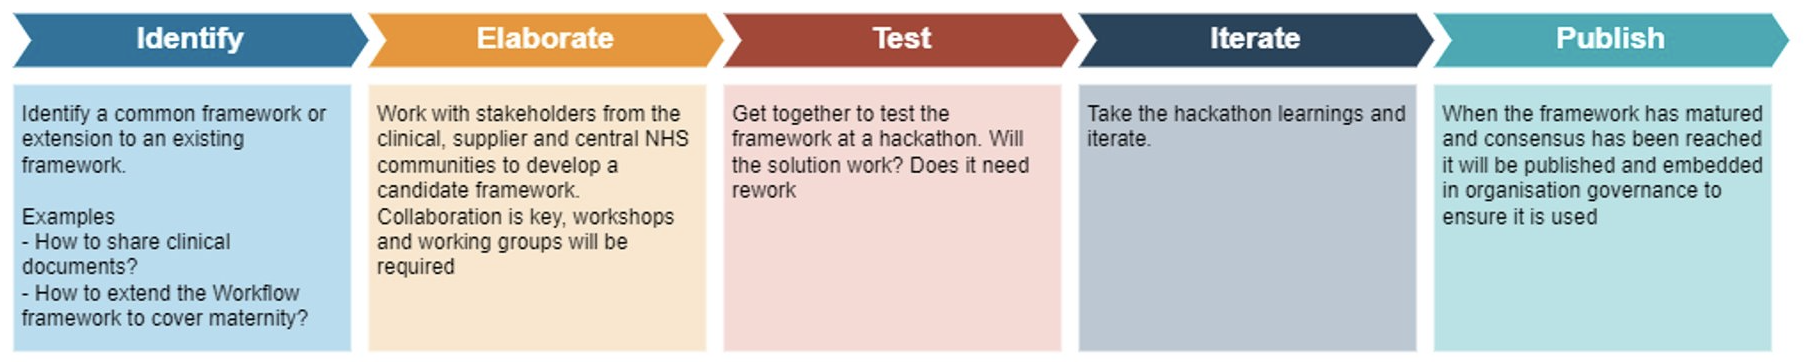 Identify
Elaborate
Test
Iterate
Publish
Identify a common framework or
extension to an existing
framework.
Examples
- How to share clinical
documents?
- How to extend the Workflow
framework to cover maternity?
Work with stakeholders from the
clinical, supplier and central NHS
communities to develop a
candidate framework.
Collaboration is key, workshops
and working groups will be
required
Get together to test the
framework at a hackathon. Will
the solution work? Does it need
rework
Take the hackathon learnings and
iterate.
When the framework has matured
and consensus has been reached
it will be published and embedded
in organisation governance to
ensure it is used